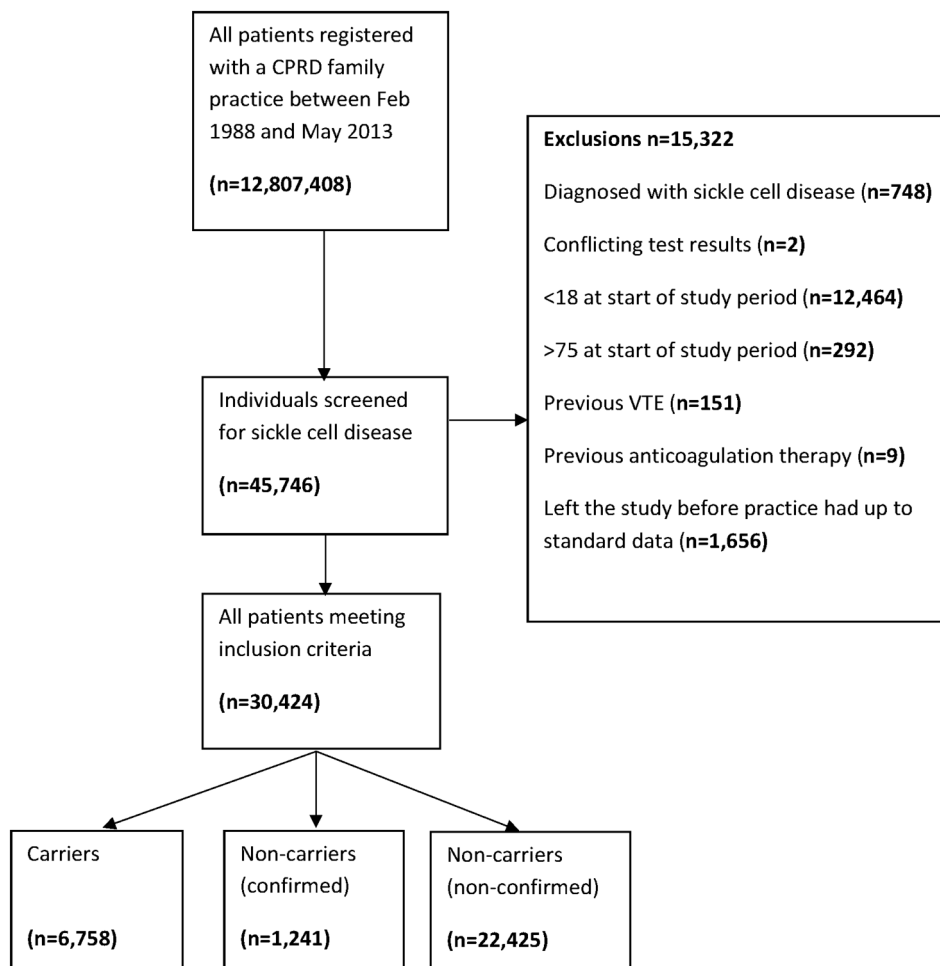 All patients registered
with a CPRD family
practice between Feb
1988 and May 2013
(n=12,807,408)
Exclusions n=15,322
Diagnosed with sickle cell disease (n=748)
Conflicting test results (n=2)
<18 at start of study period (n=12,464)
>75 at start of study period (n=292)
Previous VTE (n=151)
Previous anticoagulation therapy (n=9)
Left the study before practice had up to
standard data (n=1,656)
Individuals screened
for sickle cell disease
(n=45,746)
All patients meeting
inclusion criteria
(n=30,424)
Carriers
(n=6,758)
Non-carriers
(confirmed)
(n=1,241)
Non-carriers
(non-confirmed)
(n=22,425)